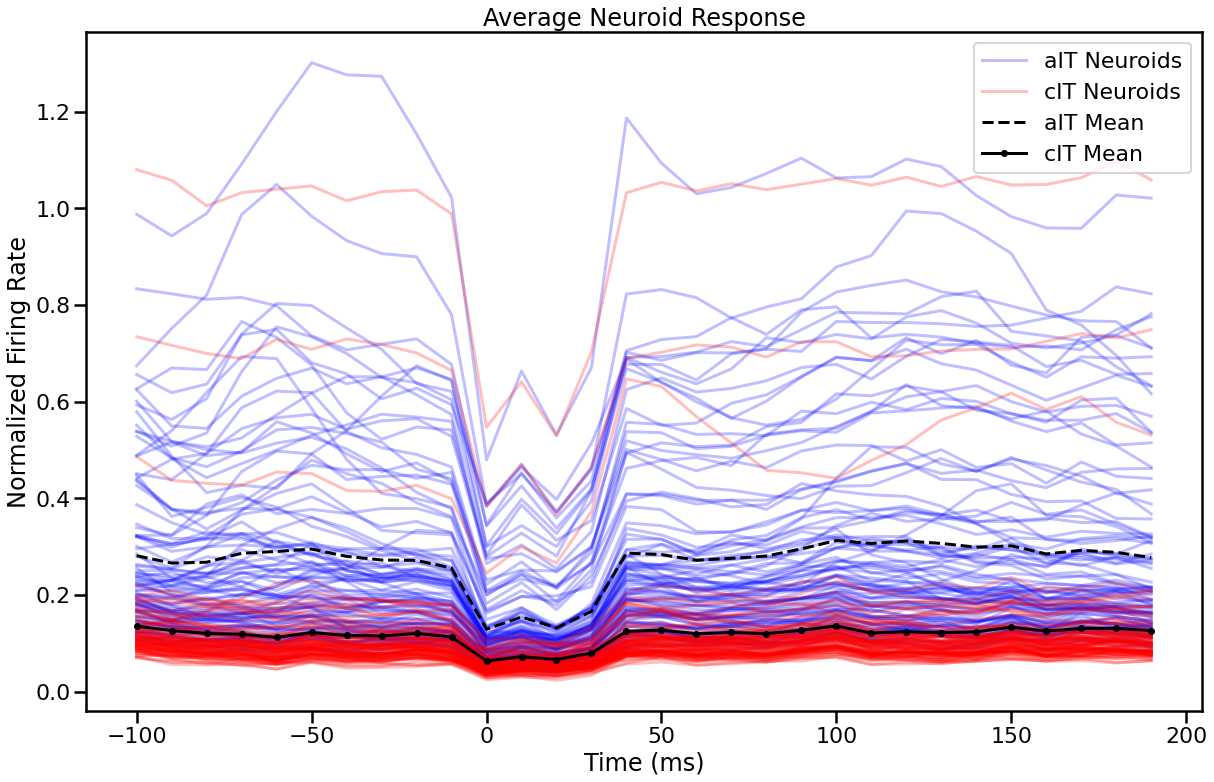 Average Neuroid Response
aIT Neuroids
cIT Neuroids
aIT Mean
cIT Mean
Normalized Firing Rate
1.2
1.0
0.8
0.6
0.4
0.2
0.0
−100 −50 0 50 100 150 200
Time (ms)